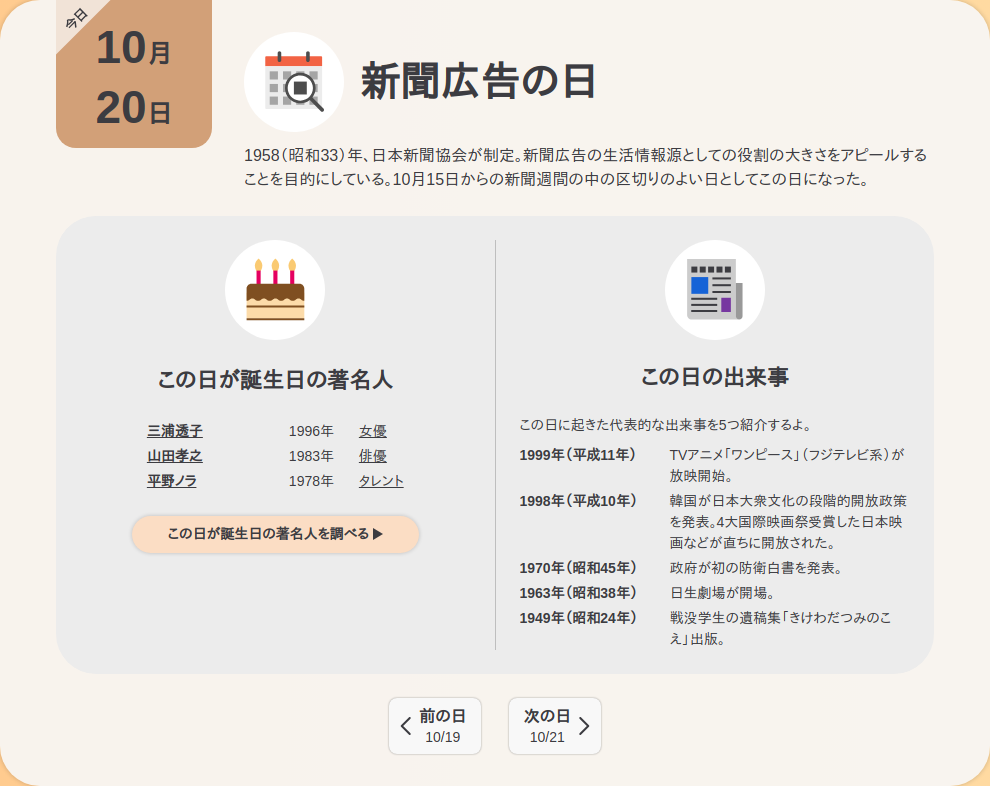 今日
10月
20日
新聞広告の日
1958（昭和33）年、日本新聞協会が制定。新聞広告の生活情報源としての役割の大きさをアピールする
ことを目的にしている。10月15日からの新聞週間の中の区切りのよい日としてこの日になった。
この日が誕生日の著名人
三浦透子 1996年 女優
山田孝之 1983年 俳優
平野ノラ 1978年 タレント
この日が誕生日の著名人を調べる▶
この日の出来事
この日に起きた代表的な出来事を5つ紹介するよ。
1999年（平成11年） TVアニメ「ワンピース」（フジテレビ系）が
放映開始。
1998年（平成10年） 韓国が日本大衆文化の段階的開放政策
を発表。4大国際映画祭受賞した日本映
画などが直ちに開放された。
1970年（昭和45年） 政府が初の防衛白書を発表。
1963年（昭和38年） 日生劇場が開場。
1949年（昭和24年） 戦没学生の遺稿集「きけわだつみのこ
え」出版。
前の日
10/19
次の日
10/21